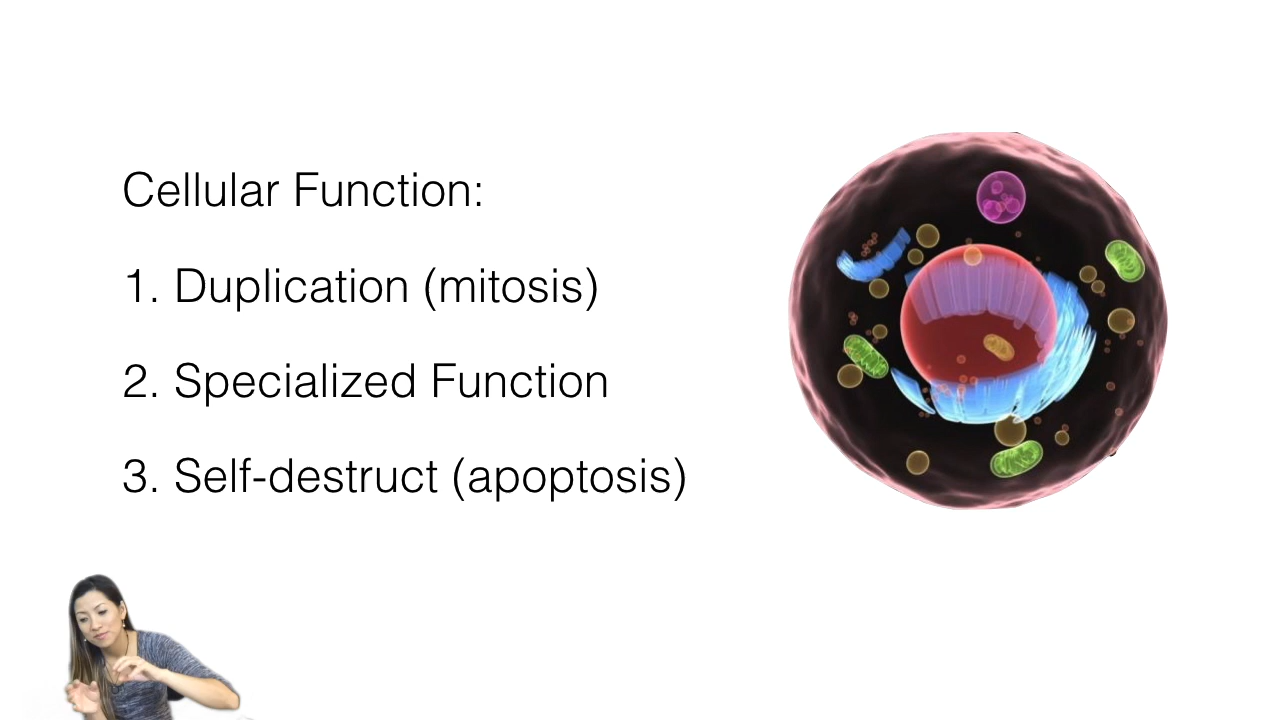 Cellular Function:
1. Duplication (mitosis)
2. Specialized Function
3. Self-destruct (apoptosis)